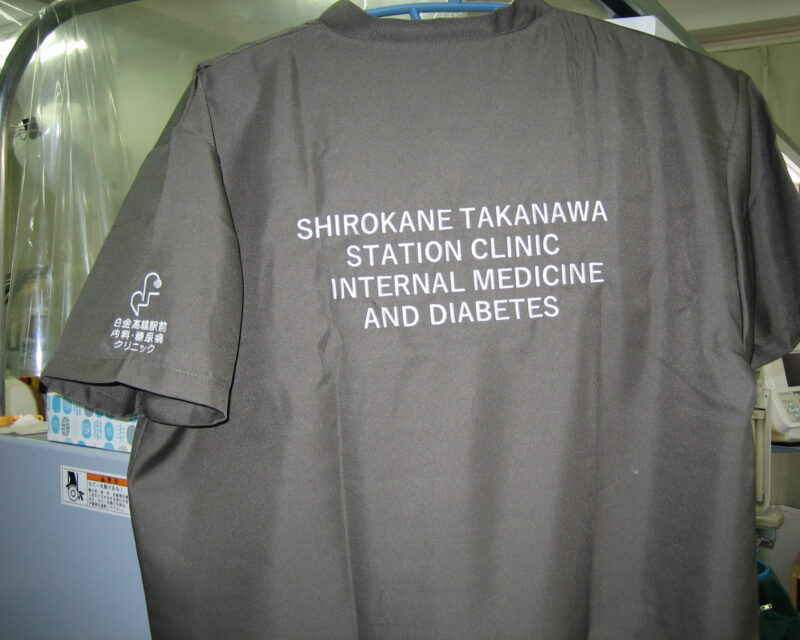 SHIROKANE TAKANAWA
STATION CLINIC
INTERNAL MEDICINE
AND DIABETES
白金高輪駅前
内科・糖尿病
クリニック